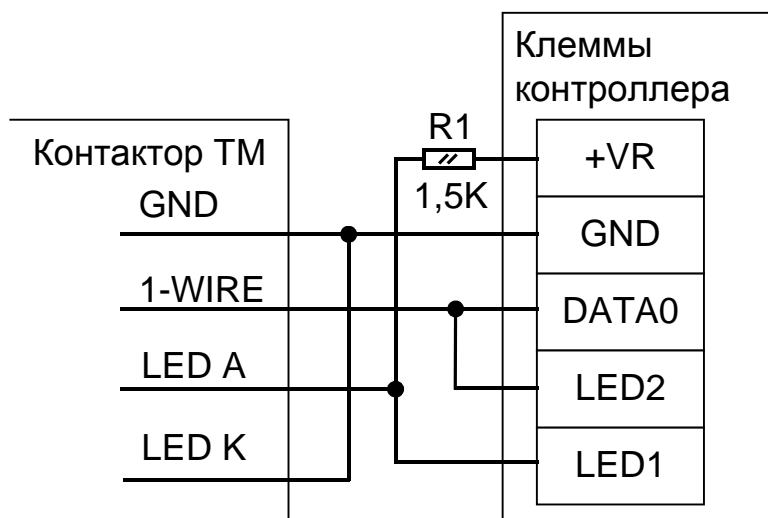 Клеммы
контроллера
R1
Контактор ТМ
+VR
1,5K
GND
GND
1-WIRE
DATA0
LED A
LED2
LED K
LED1